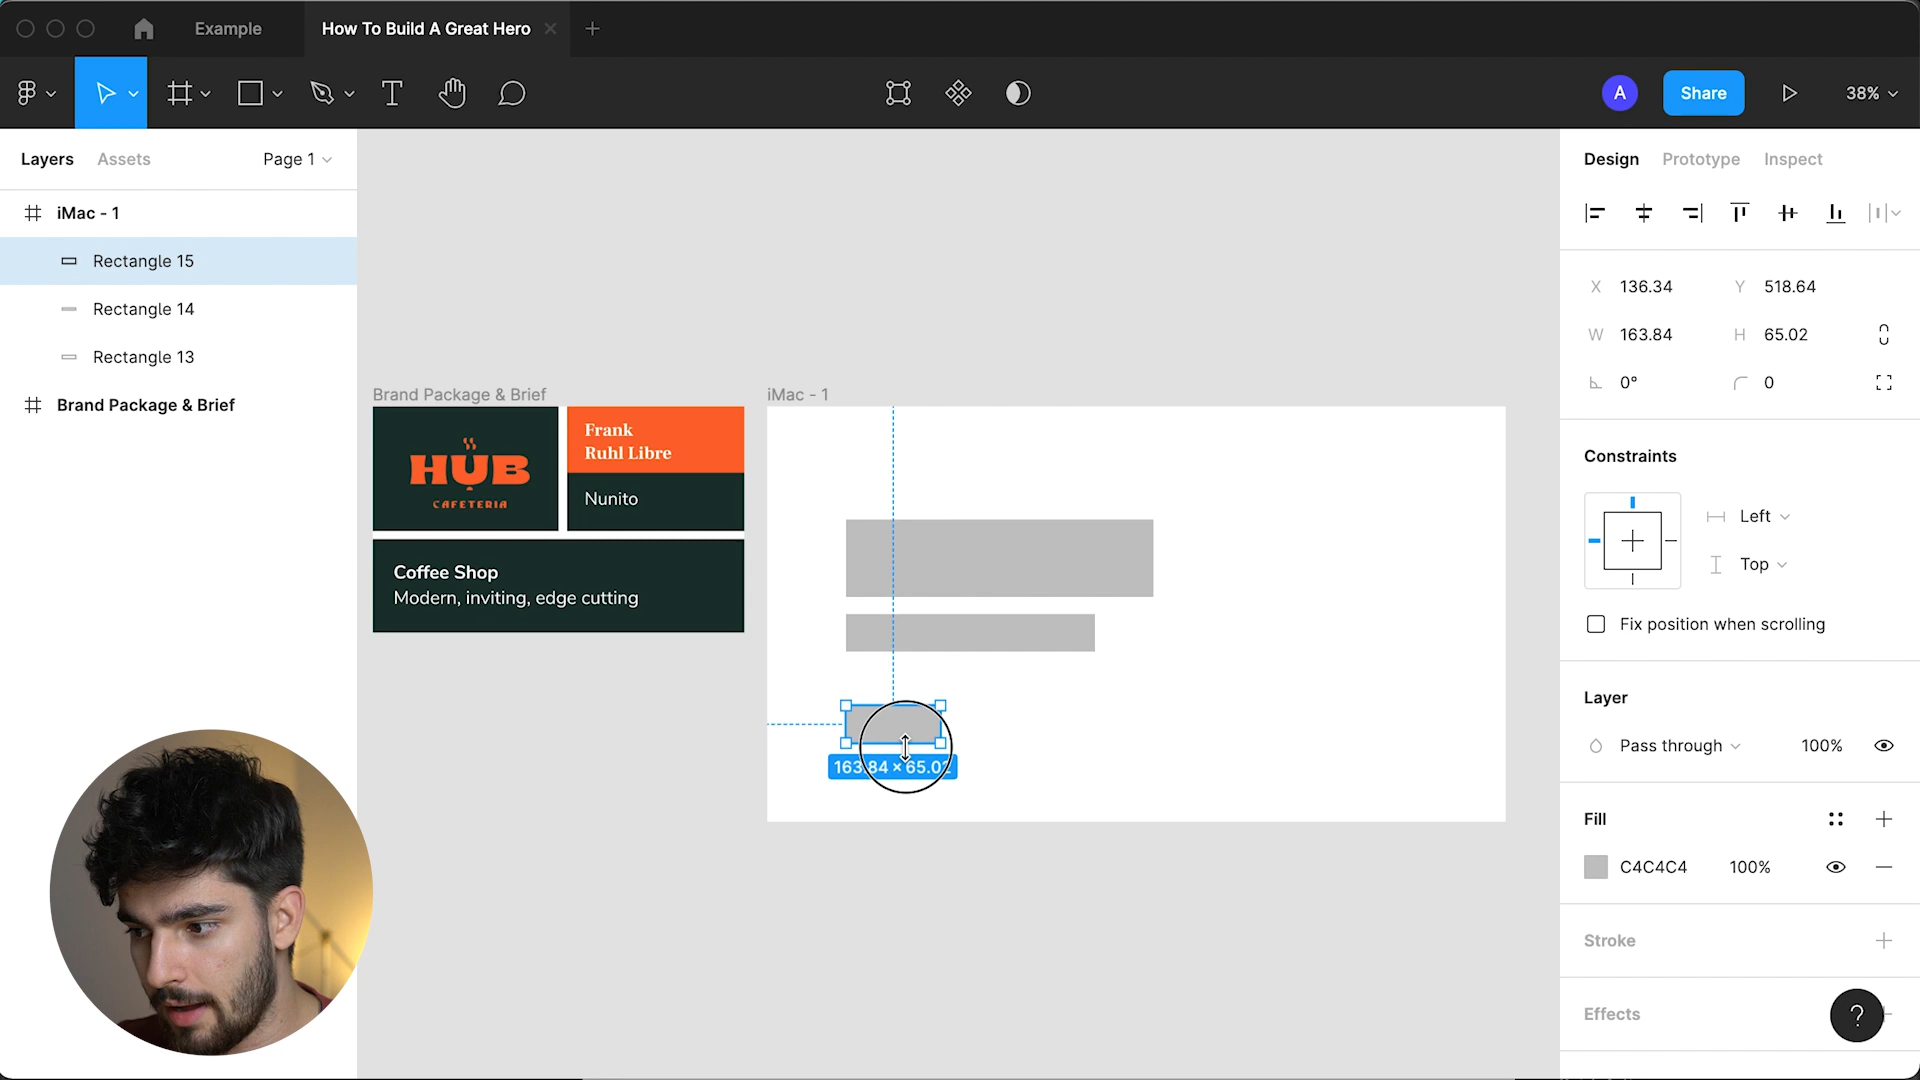 Example
How To Build A Great Hero
A
Share
38%
Layers
Assets
Page 1
iMac - 1
Rectangle 15
Rectangle 14
Rectangle 13
Brand Package & Brief
Brand Package & Brief
HUB
CAFETERIA
Frank
Ruhl Libre
Nunito
Coffee Shop
Modern, inviting, edge cutting
iMac - 1
163.84 × 65.02
Design
Prototype
Inspect
X 136.34
Y 518.64
W 163.84
H 65.02
0°
0
Constraints
Left
Top
Fix position when scrolling
Layer
Pass through
100%
Fill
C4C4C4
100%
Stroke
Effects
?